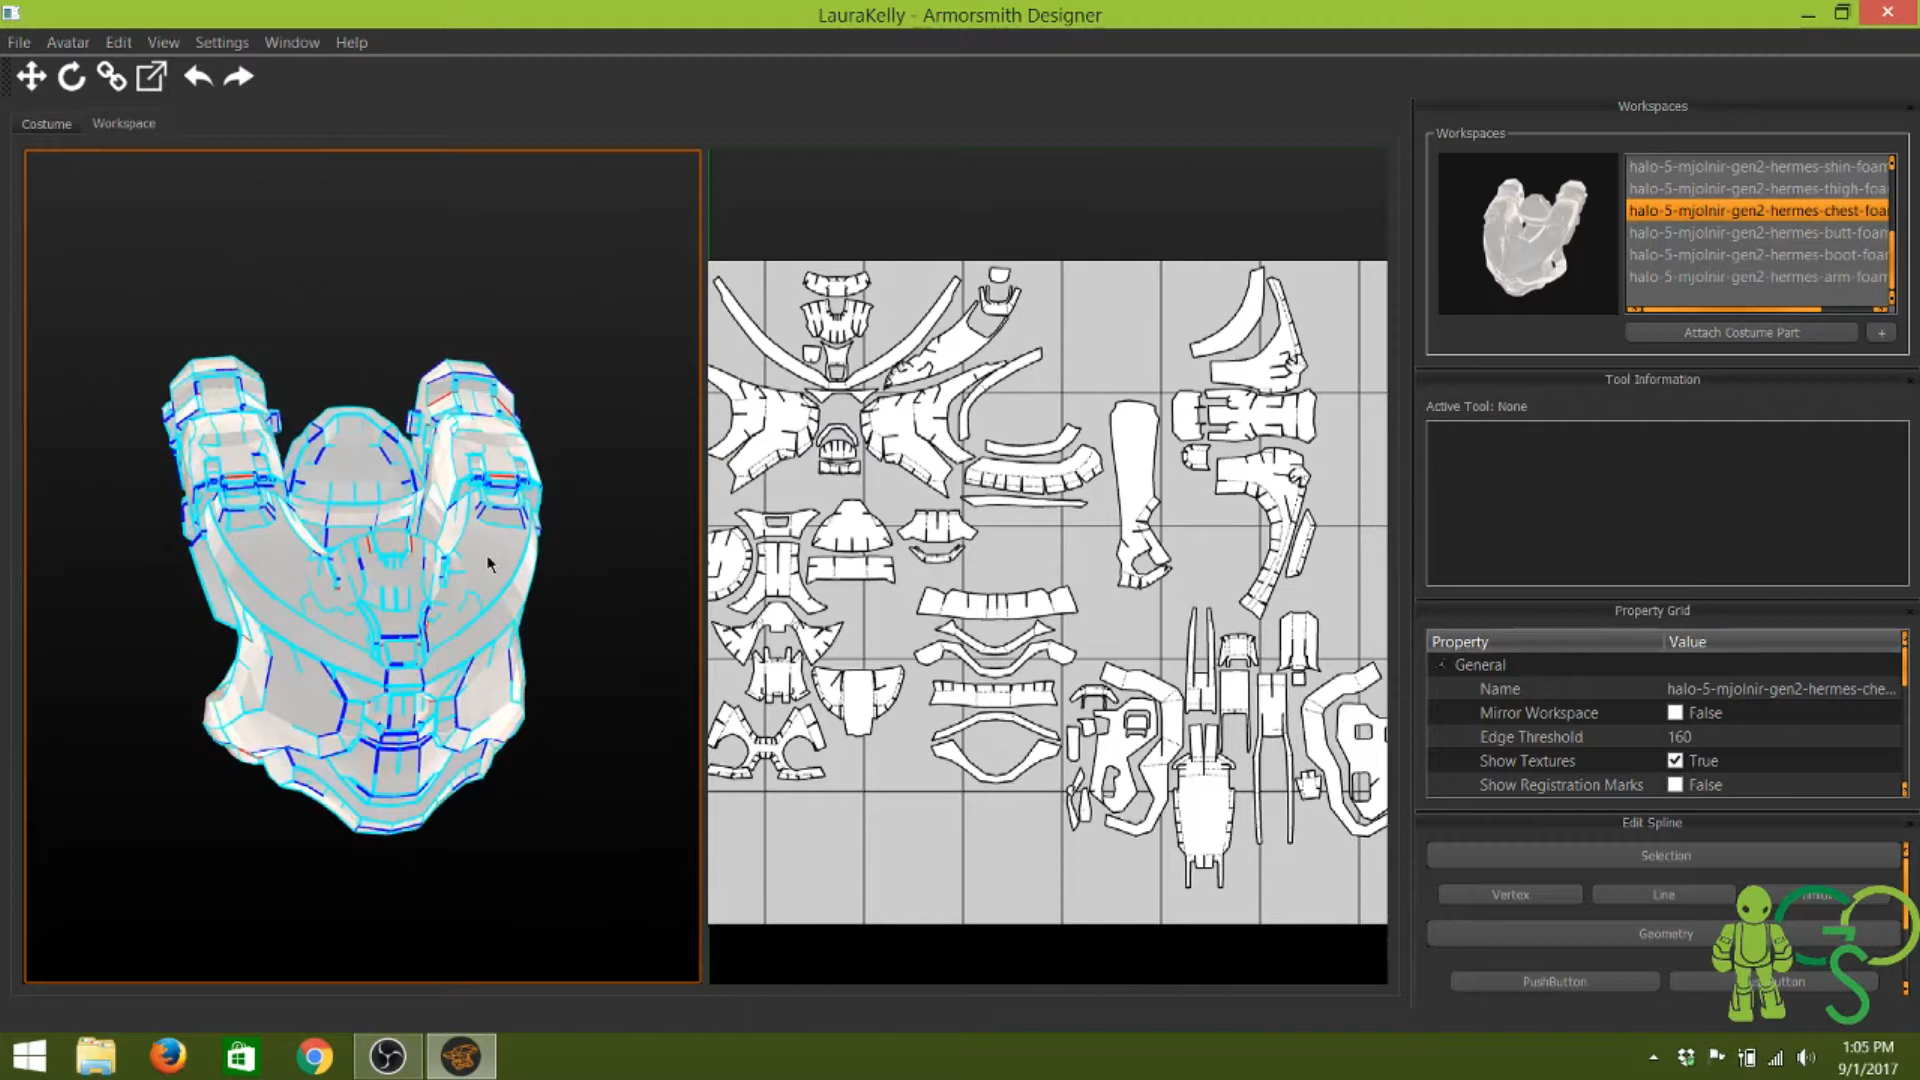 LauraKelly - Armorsmith Designer
File Avatar Edit View Settings Window Help
Costume Workspace
Workspaces
Workspaces
halo-5-mjolnir-gen2-hermes-shin-foam
halo-5-mjolnir-gen2-hermes-thigh-foa
halo-5-mjolnir-gen2-hermes-chest-foa
halo-5-mjolnir-gen2-hermes-butt-foam
halo-5-mjolnir-gen2-hermes-boot-foam
halo-5-mjolnir-gen2-hermes-arm-foam
Attach Costume Part +
Tool Information
Active Tool: None
Property Grid
Property Value
General
Name halo-5-mjolnir-gen2-hermes-che...
Mirror Workspace False
Edge Threshold 160
Show Textures True
Show Registration Marks False
Edit Spline
Selection
Vertex Line
Geometry
PushButton
1:05 PM
9/1/2017